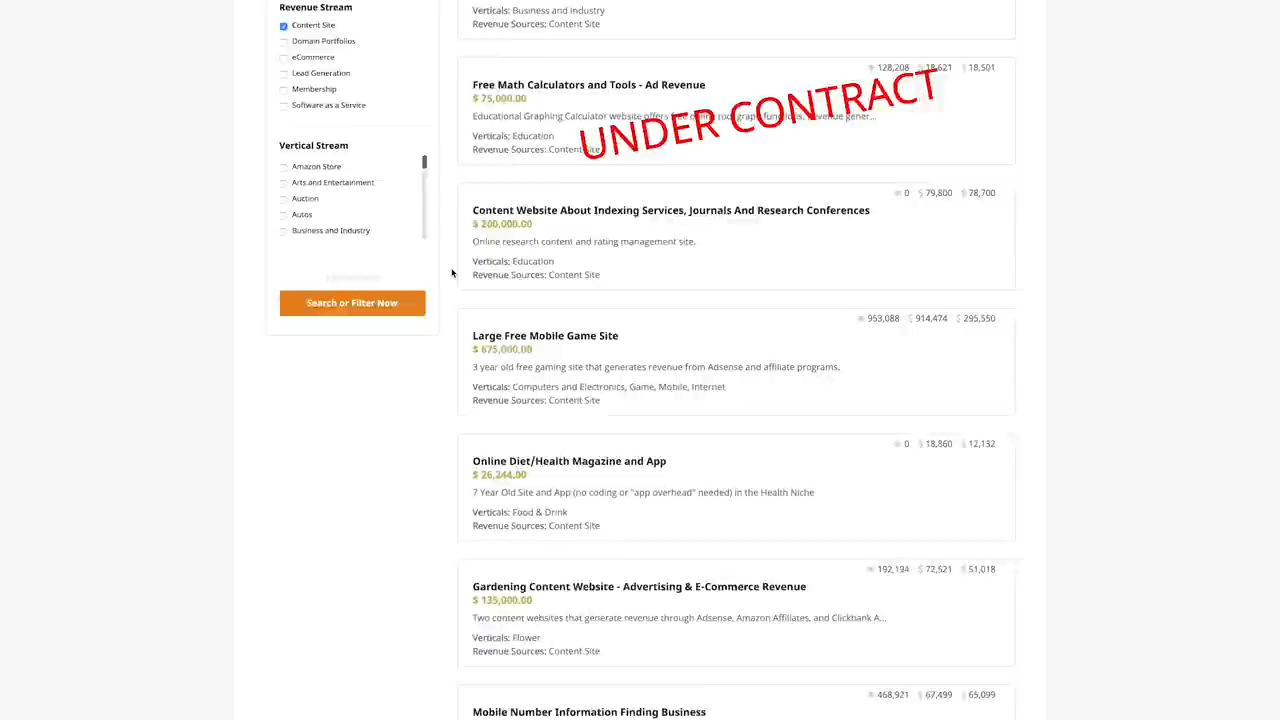 Revenue Stream
Content Site
Domain Portfolios
eCommerce
Lead Generation
Membership
Software as a Service
Vertical Stream
Amazon Store
Arts and Entertainment
Auction
Autos
Business and Industry
Search or Filter Now
Verticals: Business and Industry
Revenue Sources: Content Site
128,208 $ 18,621 $ 18,501
Free Math Calculators and Tools - Ad Revenue
$ 75,000.00
Educational Graphing Calculator website offers free online tool graph functions. Revenue gener...
Verticals: Education
Revenue Sources: Content Site
UNDER CONTRACT
0 $ 79,800 $ 78,700
Content Website About Indexing Services, Journals And Research Conferences
$ 200,000.00
Online research content and rating management site.
Verticals: Education
Revenue Sources: Content Site
953,088 $ 914,474 $ 295,550
Large Free Mobile Game Site
$ 675,000.00
3 year old free gaming site that generates revenue from Adsense and affiliate programs.
Verticals: Computers and Electronics, Game, Mobile, Internet
Revenue Sources: Content Site
0 $ 18,860 $ 12,132
Online Diet/Health Magazine and App
$ 26,244.00
7 Year Old Site and App (no coding or "app overhead" needed) in the Health Niche
Verticals: Food & Drink
Revenue Sources: Content Site
192,194 $ 72,521 $ 51,018
Gardening Content Website - Advertising & E-Commerce Revenue
$ 135,000.00
Two content websites that generate revenue through Adsense, Amazon Affiliates, and Clickbank A...
Verticals: Flower
Revenue Sources: Content Site
468,921 $ 67,499 $ 65,099
Mobile Number Information Finding Business